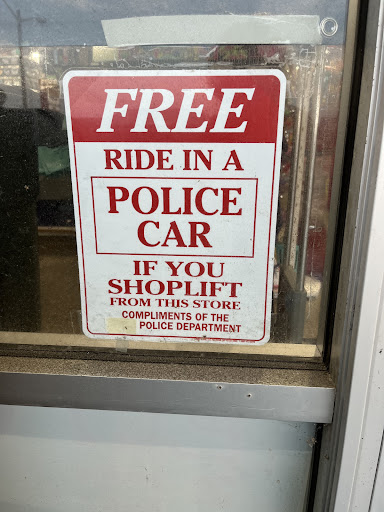 FREE
RIDE IN A
POLICE
CAR
IF YOU
SHOPLIFT
FROM THIS STORE
COMPLIMENTS OF THE
POLICE DEPARTMENT